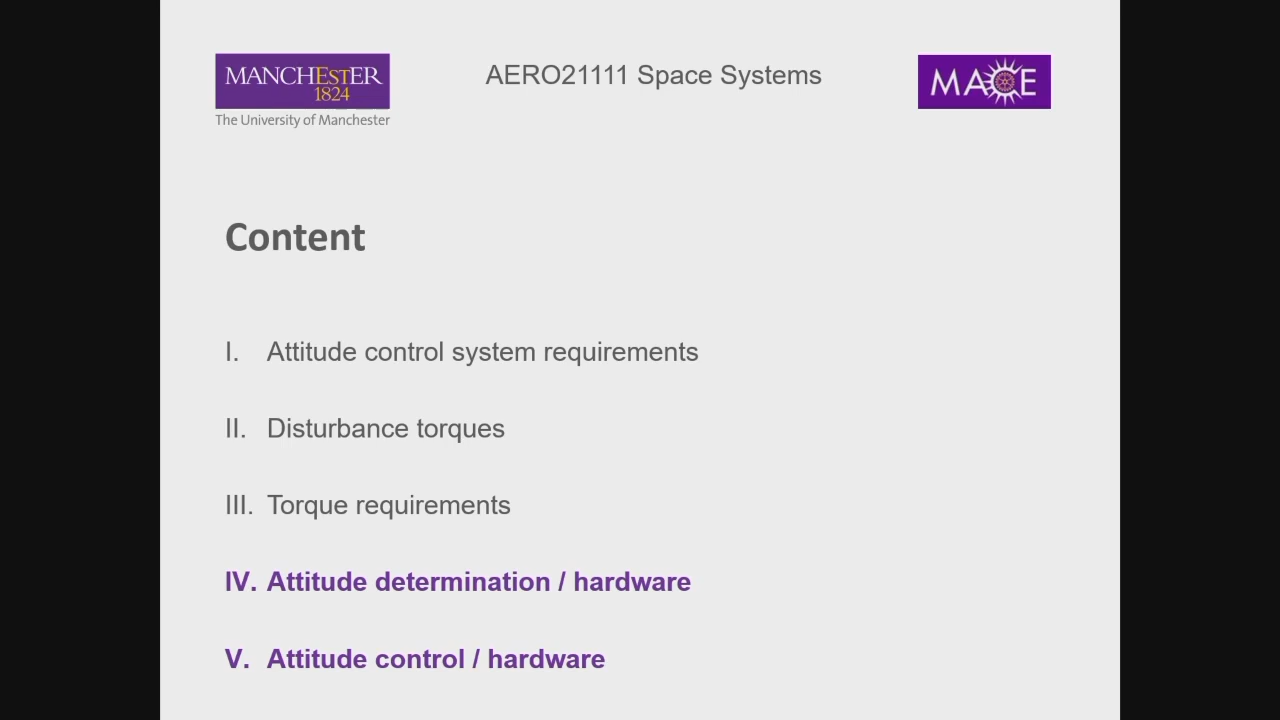 MANCHESTER
1824
The University of Manchester
AERO21111 Space Systems
MACE
Content
I. Attitude control system requirements
II. Disturbance torques
III. Torque requirements
IV. Attitude determination / hardware
V. Attitude control / hardware